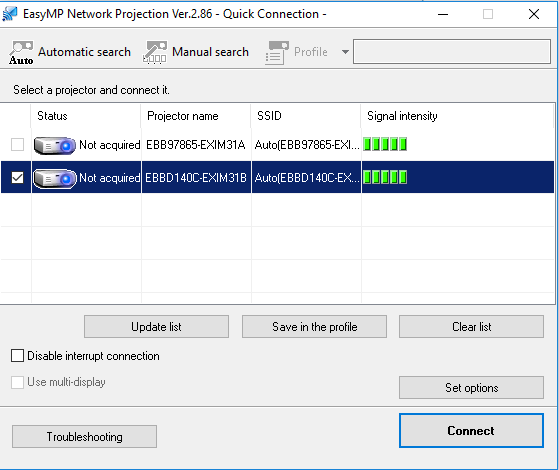 EasyMP Network Projection Ver.2.86 - Quick Connection -
Auto Automatic search Manual search Profile
Select a projector and connect it.
Status Projector name SSID Signal intensity
Not acquired EBB97865-EXIM31A Auto(EBB97865-EXI...
Not acquired EBBD140C-EXIM31B Auto(EBBD140C-EX...
Update list Save in the profile Clear list
Disable interrupt connection
Use multi-display
Set options
Troubleshooting Connect